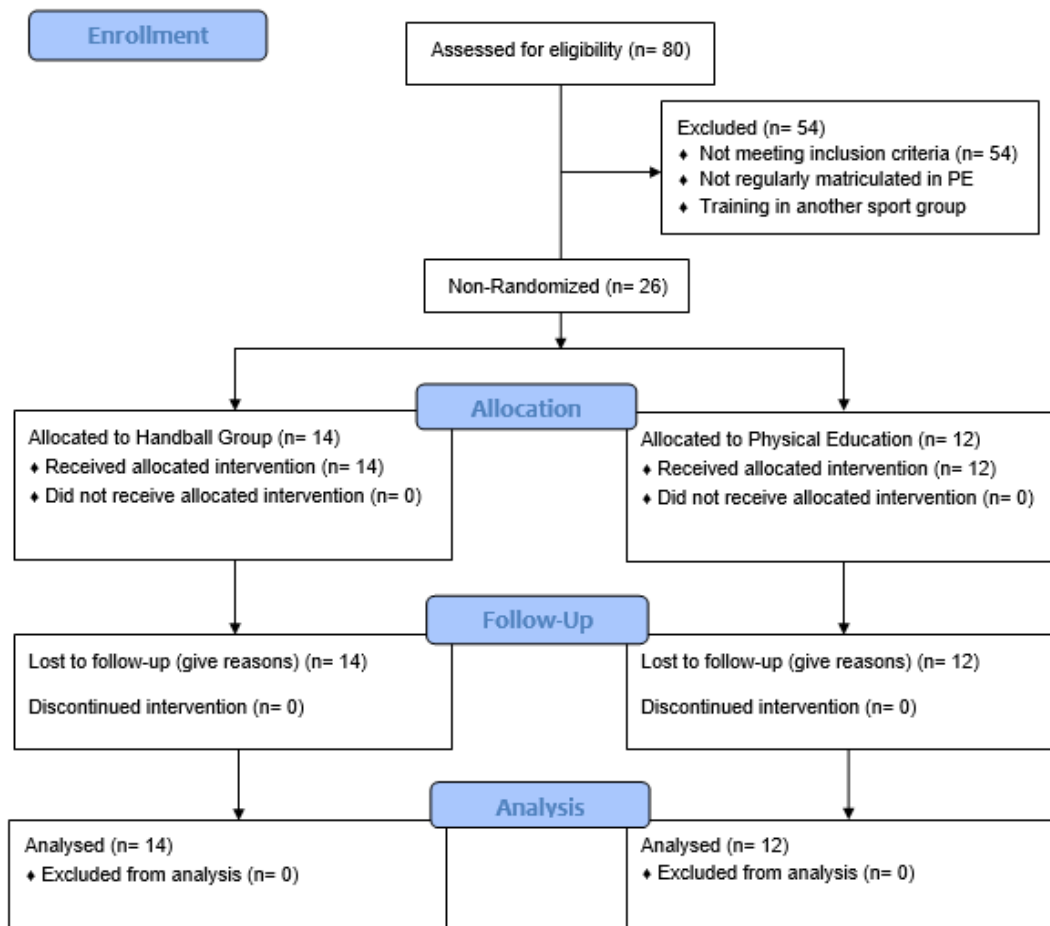 Enrollment
Assessed for eligibility (n= 80)
Excluded (n= 54)
♦ Not meeting inclusion criteria (n= 54)
♦ Not regularly matriculated in PE
♦ Training in another sport group
Non-Randomized (n= 26)
Allocation
Allocated to Handball Group (n= 14)
♦ Received allocated intervention (n= 14)
♦ Did not receive allocated intervention (n= 0)
Allocated to Physical Education (n= 12)
♦ Received allocated intervention (n= 12)
♦ Did not receive allocated intervention (n= 0)
Follow-Up
Lost to follow-up (give reasons) (n= 14)
Discontinued intervention (n= 0)
Lost to follow-up (give reasons) (n= 12)
Discontinued intervention (n= 0)
Analysis
Analysed (n= 14)
♦ Excluded from analysis (n= 0)
Analysed (n= 12)
♦ Excluded from analysis (n= 0)